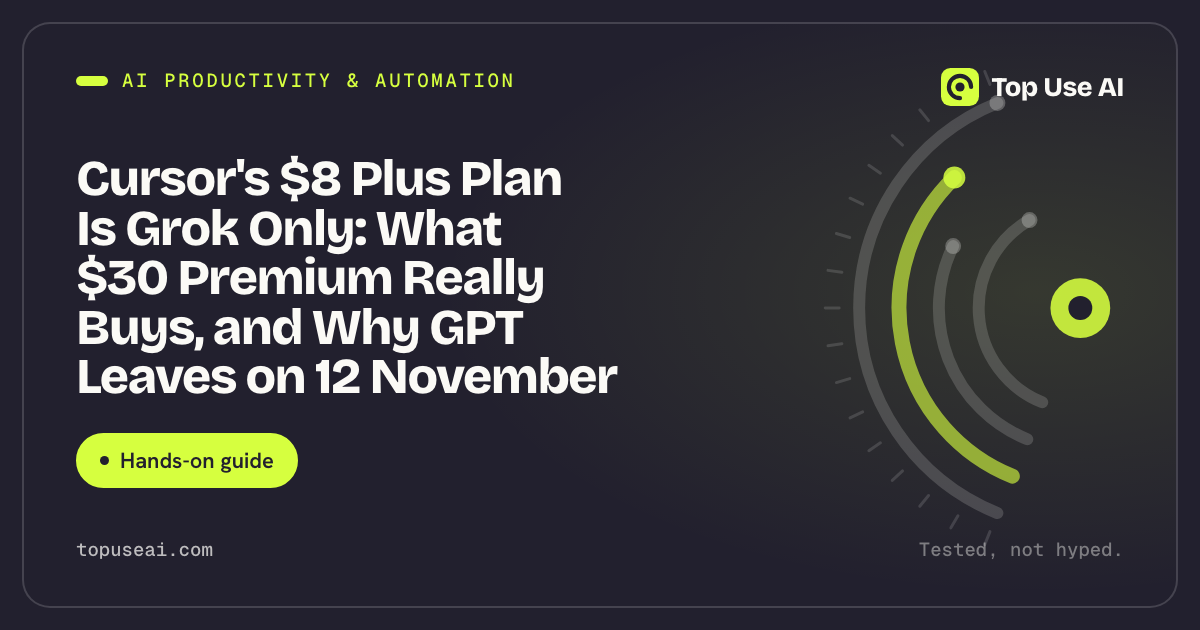 AI PRODUCTIVITY & AUTOMATION
Top Use AI
Cursor's $8 Plus Plan
Is Grok Only: What
$30 Premium Really
Buys, and Why GPT
Leaves on 12 November
Hands-on guide
topuseai.com
Tested, not hyped.